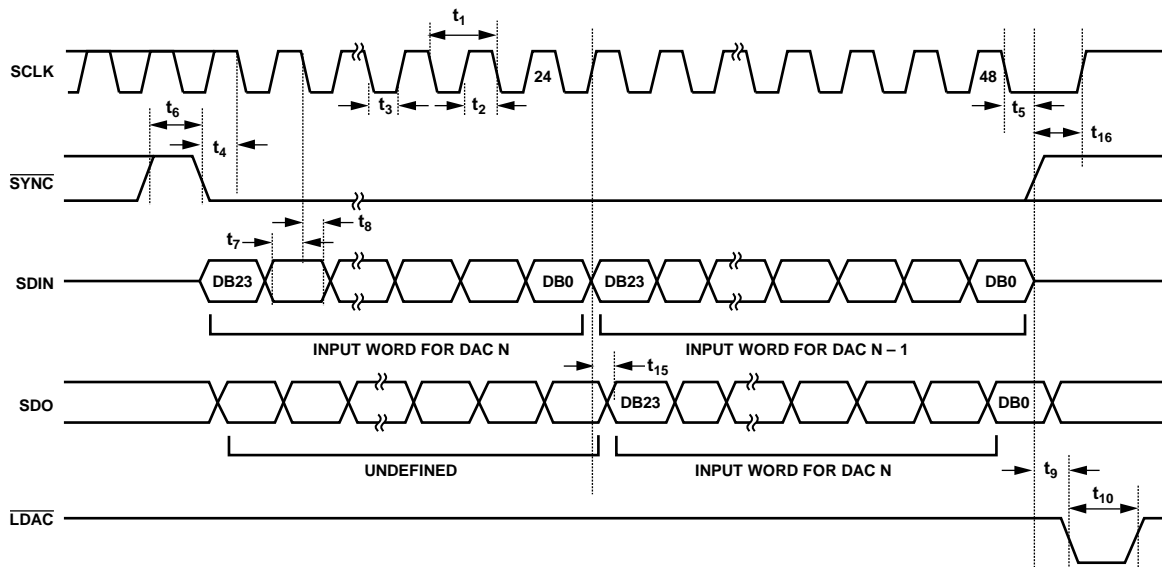 t1
SCLK
24
48
t3
t2
t5
t6
t4
t16
SYNC
t8
t7
SDIN
DB23
DB0
DB23
DB0
INPUT WORD FOR DAC N
INPUT WORD FOR DAC N – 1
t15
SDO
DB23
DB0
UNDEFINED
INPUT WORD FOR DAC N
t9
t10
LDAC